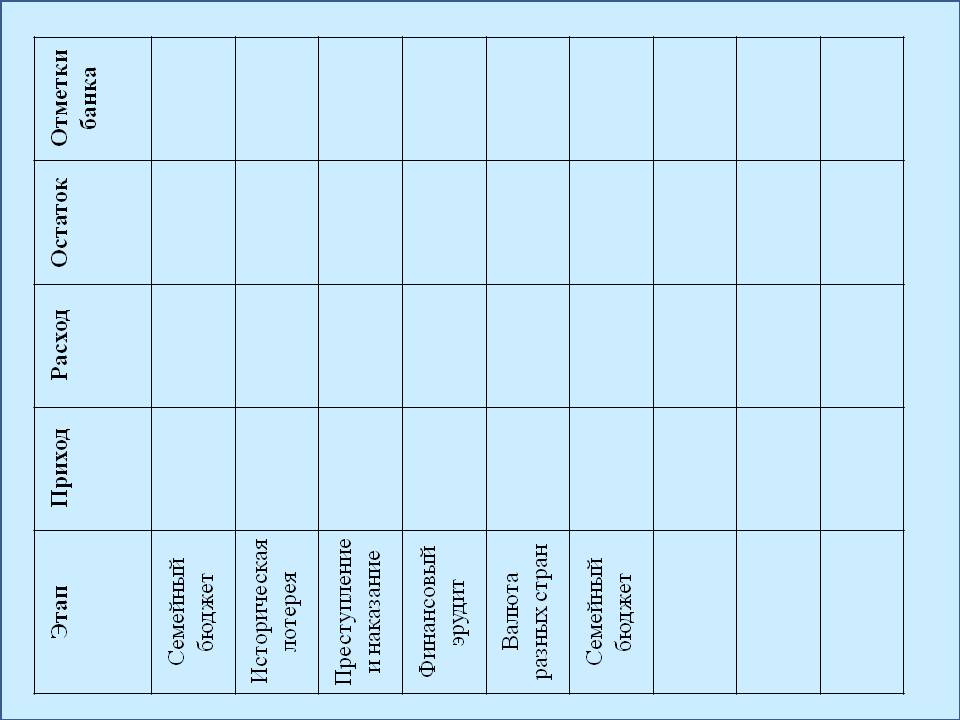 Этап
Приход
Расход
Остаток
Отметки
банка
Семейный
бюджет
Историческая
лотерея
Преступление
и наказание
Финансовый
эрудит
Валюта
разных стран
Семейный
бюджет